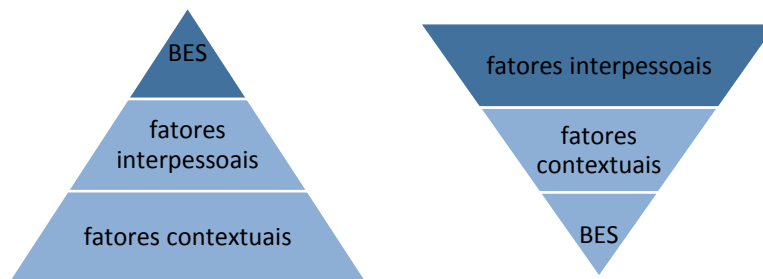 BES
fatores
interpessoais
fatores contextuais
fatores interpessoais
fatores
contextuais
BES